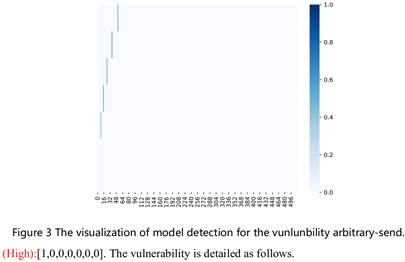 1.0
0.8
0.6
0.4
0.2
0.0
0 16 32 48 64 80 96 112 128 144 160 176 192 208 224 240 256 272 288 304 320 336 352 368 384 400 416 432 448 464 480 496
Figure 3 The visualization of model detection for the vunlunbility arbitrary-send.
(High):[1,0,0,0,0,0,0]. The vulnerability is detailed as follows.